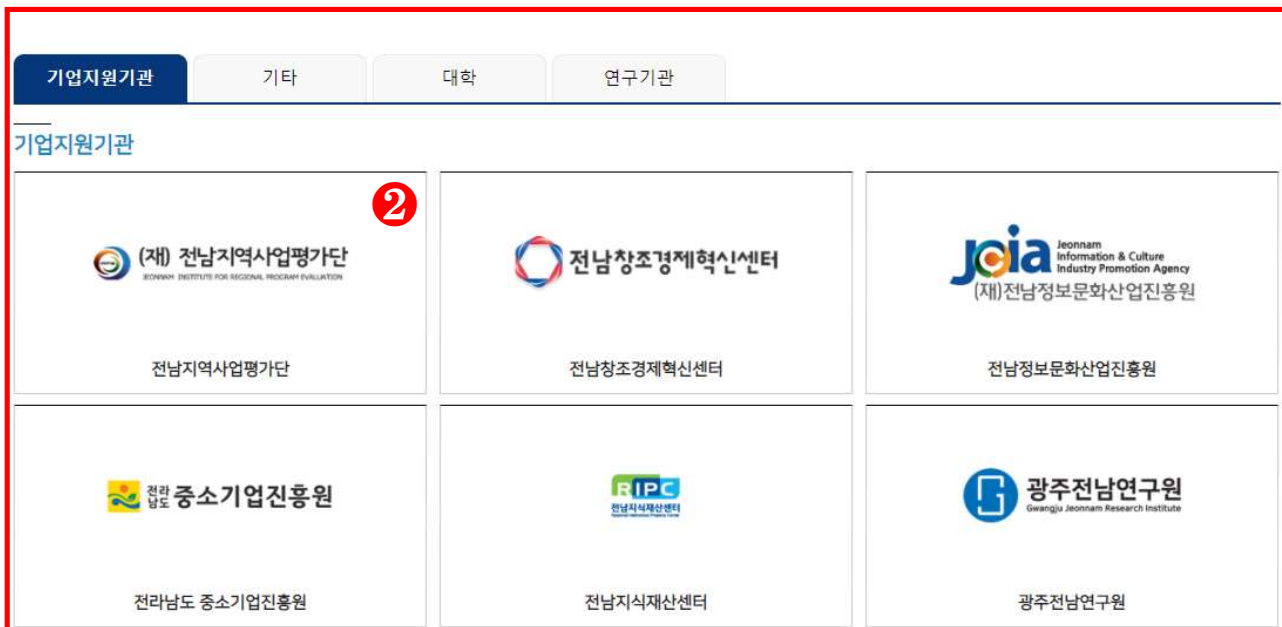 기업지원기관 기타 대학 연구기관
기업지원기관
❷
(재) 전남지역사업평가단
JEONNAM INSTITUTE FOR REGIONAL PROGRAM EVALUATION
전남지역사업평가단
전남창조경제혁신센터
전남창조경제혁신센터
jcia
Jeonnam
Information & Culture
Industry Promotion Agency
(재)전남정보문화산업진흥원
전남정보문화산업진흥원
전라
남도 중소기업진흥원
전라남도 중소기업진흥원
RIPC
전남지식재산센터
전남지식재산센터
광주전남연구원
Gwangju Jeonnam Research Institute
광주전남연구원